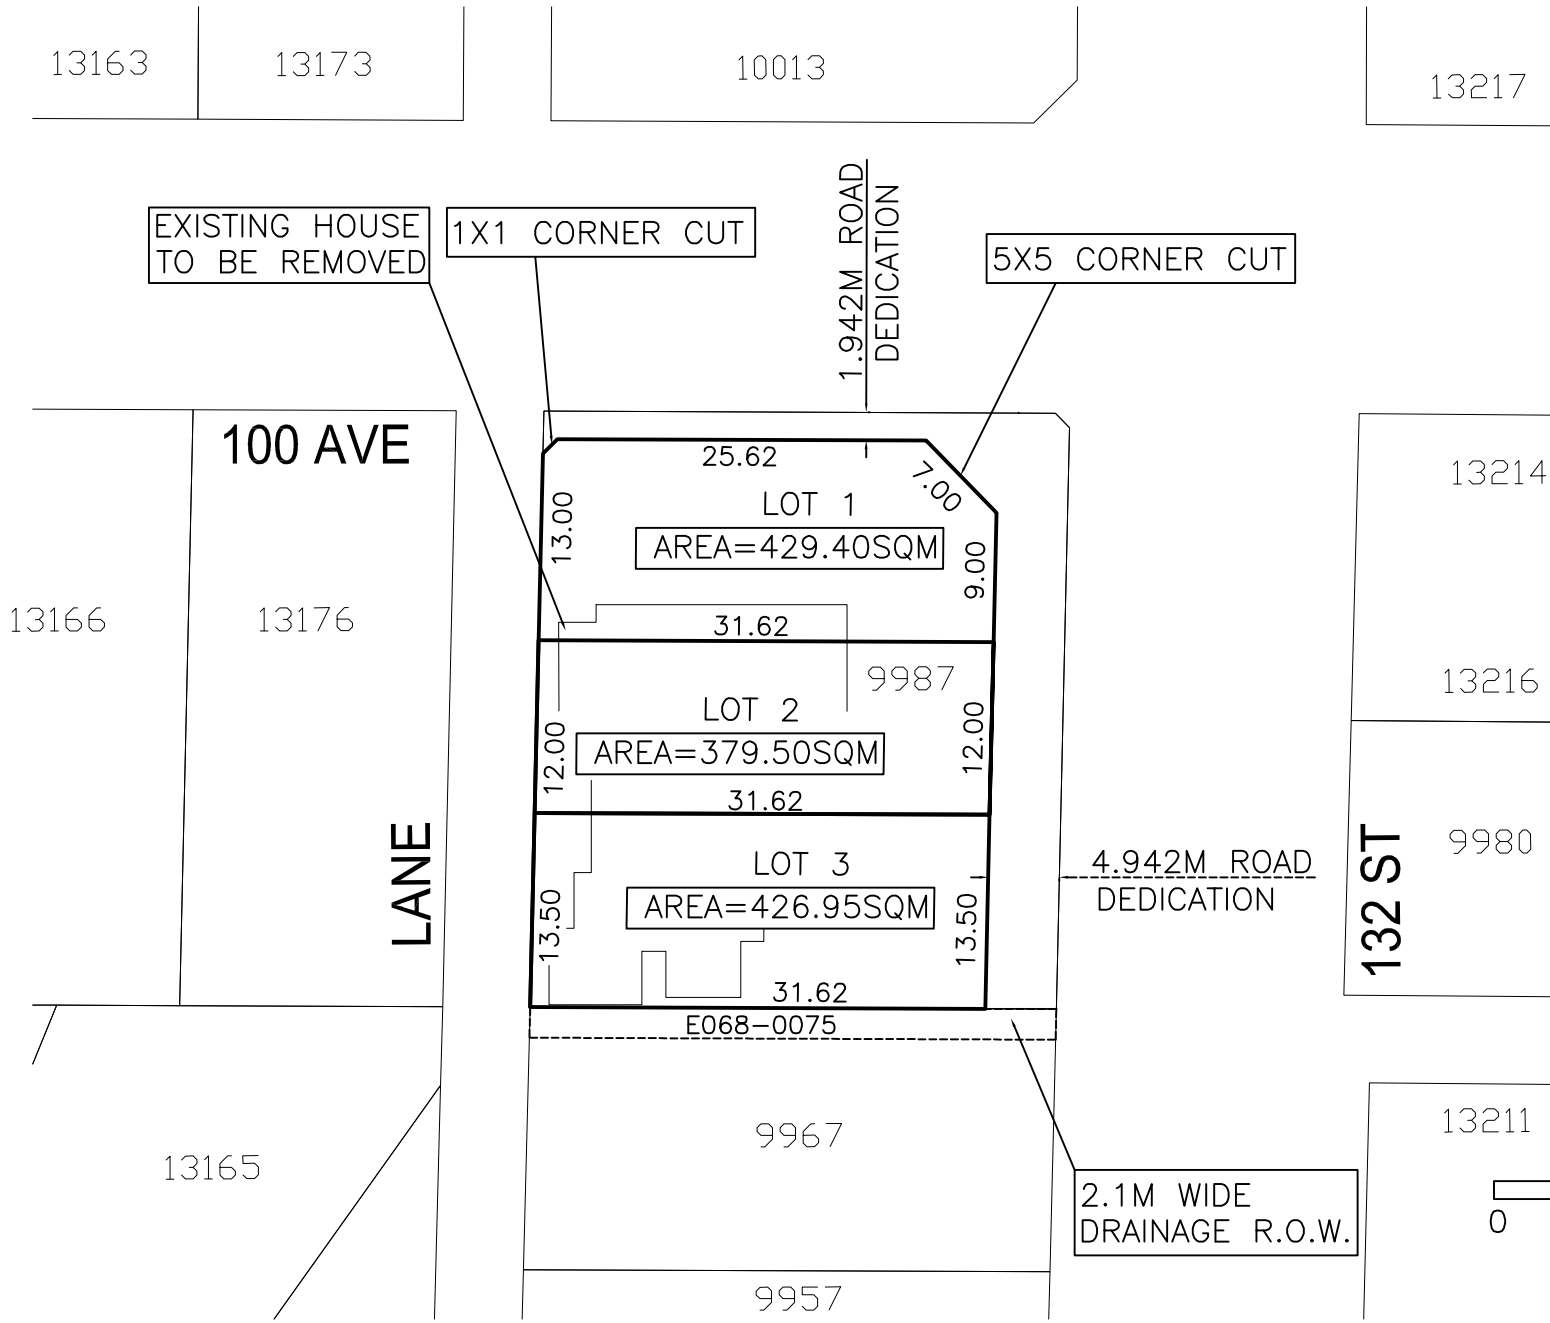 13163
13173
10013
13217
EXISTING HOUSE
TO BE REMOVED
1X1 CORNER CUT
1.942M ROAD
DEDICATION
5X5 CORNER CUT
100 AVE
25.62
7.00
13214
LOT 1
13.00
AREA=429.40SQM
9.00
13166
13176
31.62
9987
13216
LOT 2
12.00
AREA=379.50SQM
12.00
31.62
LANE
LOT 3
4.942M ROAD
DEDICATION
132 ST
9980
13.50
AREA=426.95SQM
13.50
31.62
E068-0075
9967
13211
13165
2.1M WIDE
DRAINAGE R.O.W.
0
9957